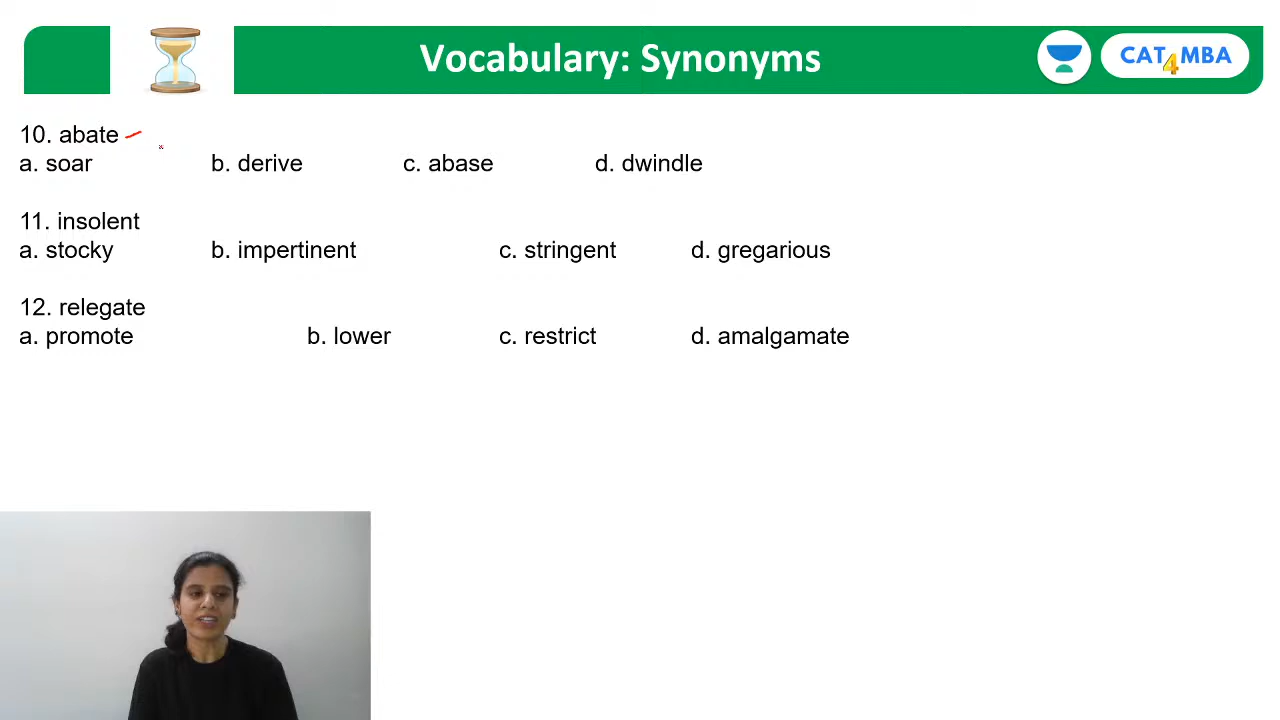 Vocabulary: Synonyms
CAT4MBA
10. abate
a. soar b. derive c. abase d. dwindle
11. insolent
a. stocky b. impertinent c. stringent d. gregarious
12. relegate
a. promote b. lower c. restrict d. amalgamate